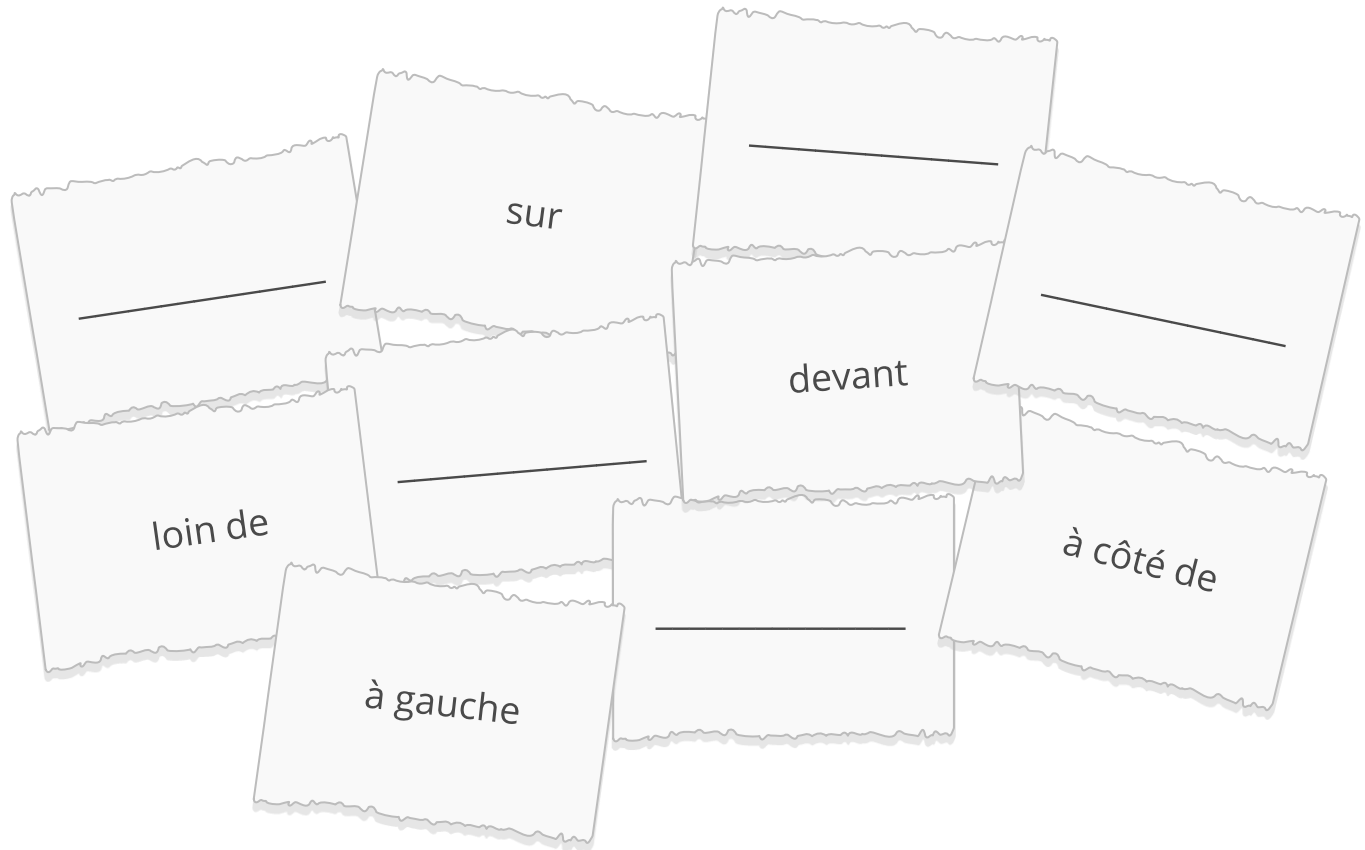 sur
devant
loin de
à côté de
à gauche